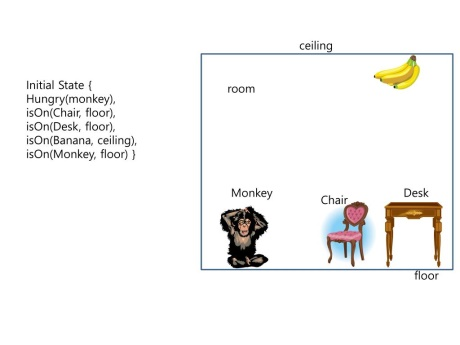 ceiling
Initial State {
Hungry(monkey),
isOn(Chair, floor),
isOn(Desk, floor),
isOn(Banana, ceiling),
isOn(Monkey, floor) }
room
Monkey
Chair
Desk
floor